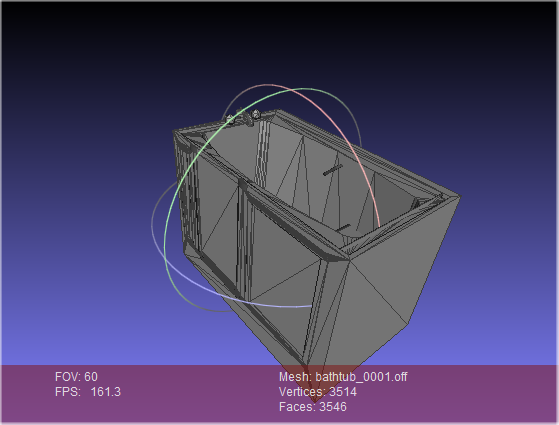 FOV: 60
FPS: 161.3
Mesh: bathtub_0001.off
Vertices: 3514
Faces: 3546